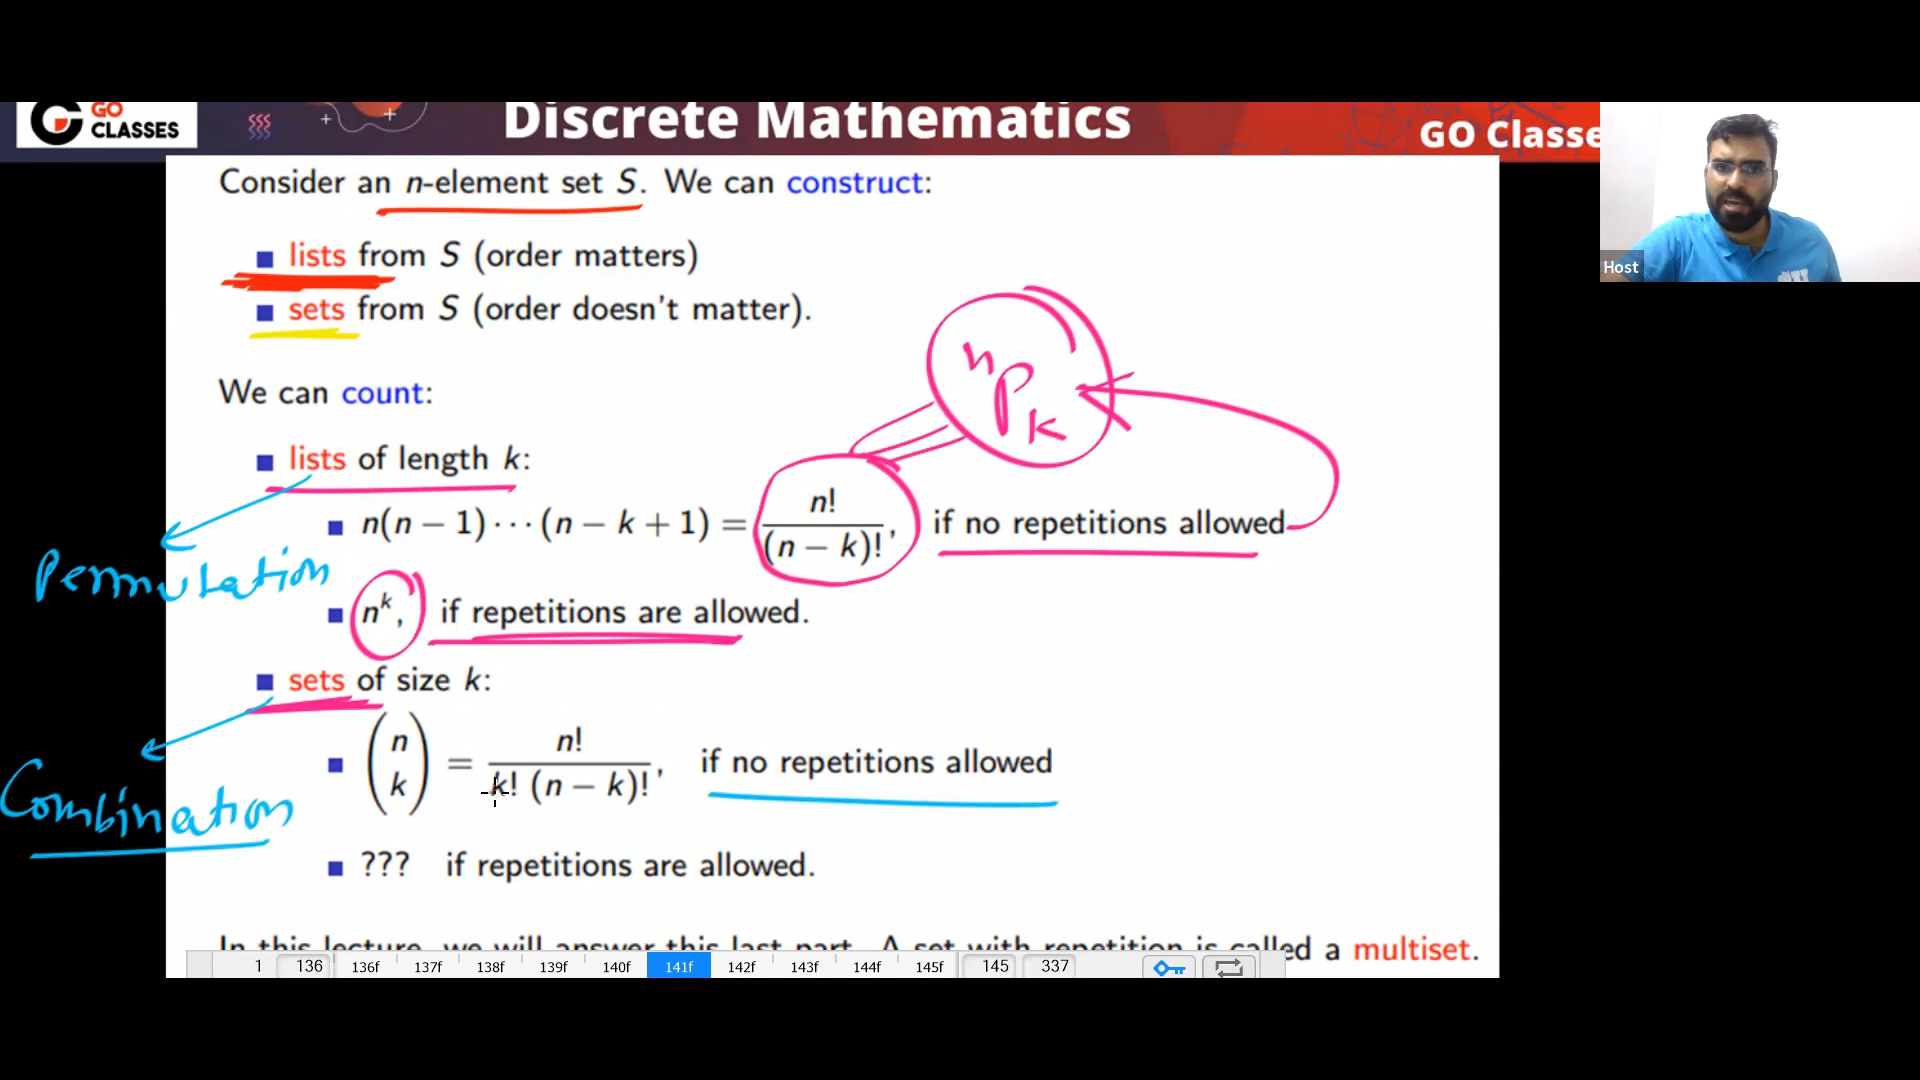 GO
CLASSES
Discrete Mathematics
GO Classe
Host
Consider an n-element set S. We can construct:
lists from S (order matters)
sets from S (order doesn't matter).
We can count:
ⁿPₖ
lists of length k:
n(n − 1) ⋯ (n − k + 1) = n!/(n − k)!, if no repetitions allowed
Permutation
nᵏ, if repetitions are allowed.
sets of size k:
(n k) = n!/(k! (n − k)!), if no repetitions allowed
Combination
??? if repetitions are allowed.
In this lecture, we will answer this last part. A set with repetition is called a multiset.
1 136 136f 137f 138f 139f 140f 141f 142f 143f 144f 145f 145 337